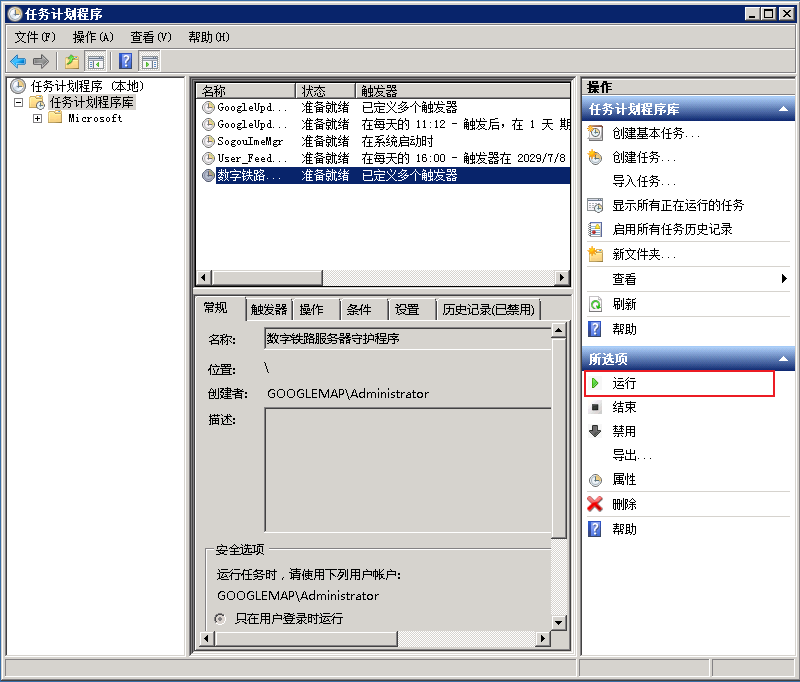 任务计划程序
文件(F) 操作(A) 查看(V) 帮助(H)
任务计划程序 (本地)
任务计划程序库
Microsoft
名称 状态 触发器
GoogleUpd... 准备就绪 已定义多个触发器
GoogleUpd... 准备就绪 在每天的 11:12 - 触发后，在 1 天 期
SogouImeMgr 准备就绪 在系统启动时
User_Feed... 准备就绪 在每天的 16:00 - 触发器在 2029/7/8
数字铁路... 准备就绪 已定义多个触发器
常规 触发器 操作 条件 设置 历史记录(已禁用)
名称: 数字铁路服务器守护程序
位置: \
创建者: GOOGLEMAP\Administrator
描述:
安全选项
运行任务时，请使用下列用户帐户:
GOOGLEMAP\Administrator
只在用户登录时运行
操作
任务计划程序库
创建基本任务...
创建任务...
导入任务...
显示所有正在运行的任务
启用所有任务历史记录
新文件夹...
查看
刷新
帮助
所选项
运行
结束
禁用
导出...
属性
删除
帮助